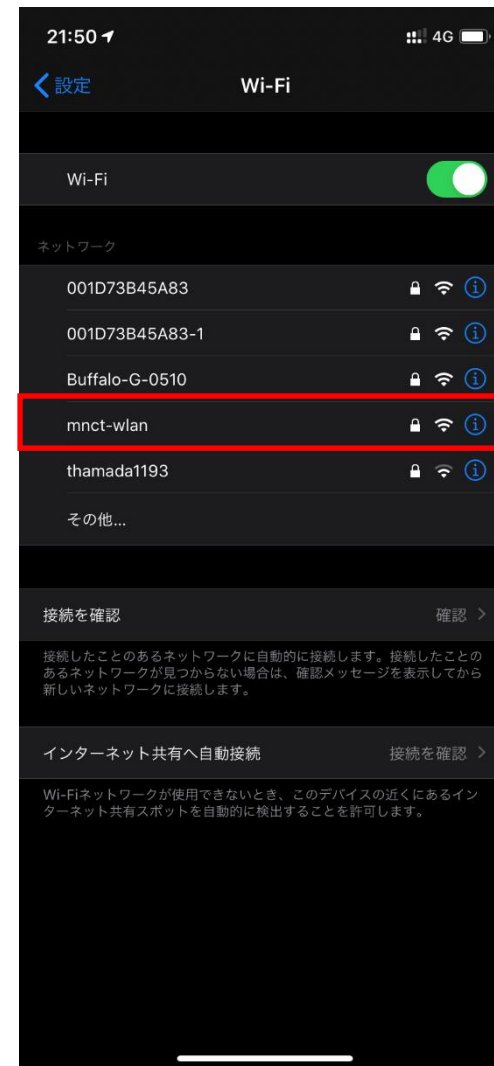 21:50 4G
設定 Wi-Fi
Wi-Fi
ネットワーク
001D73B45A83
001D73B45A83-1
Buffalo-G-0510
mnct-wlan
thamada1193
その他...
接続を確認 確認
接続したことのあるネットワークに自動的に接続します。接続したことの
あるネットワークが見つからない場合は、確認メッセージを表示してから
新しいネットワークに接続します。
インターネット共有へ自動接続 接続を確認
Wi-Fiネットワークが使用できないとき、このデバイスの近くにあるイン
ターネット共有スポットを自動的に検出することを許可します。